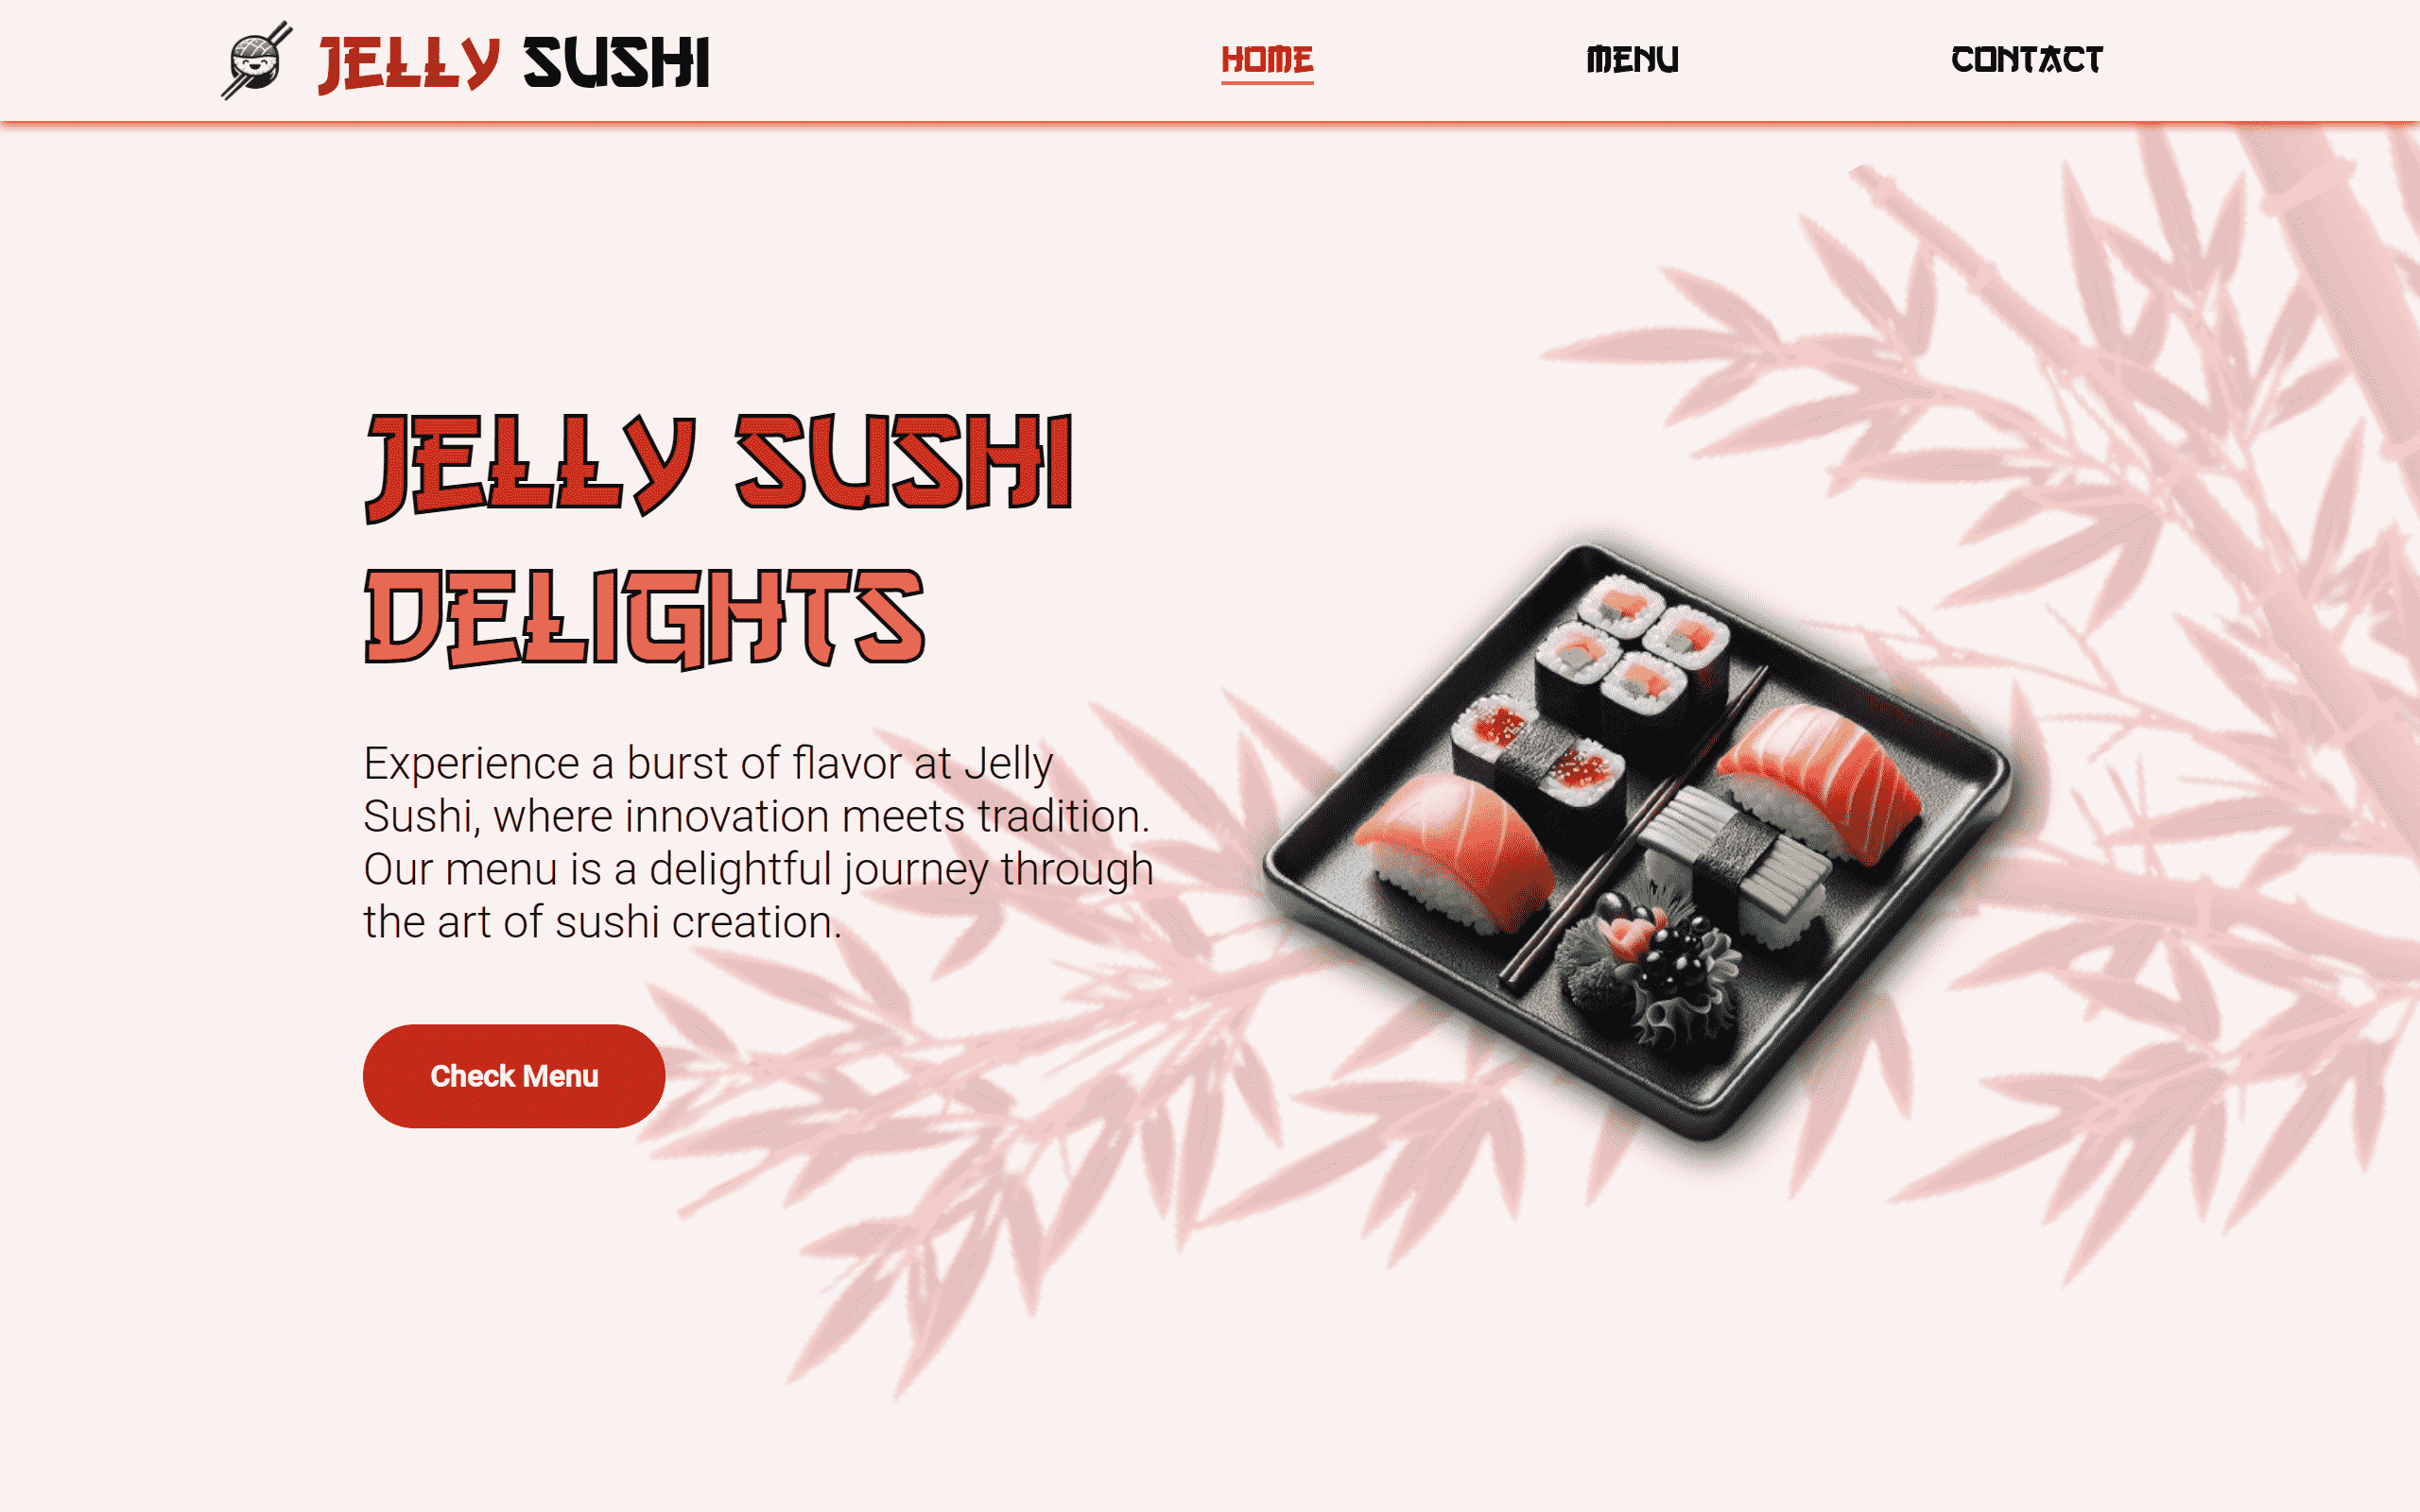 JELLY SUSHI
HOME
MENU
CONTACT
JELLY SUSHI
DELIGHTS
Experience a burst of flavor at Jelly
Sushi, where innovation meets tradition.
Our menu is a delightful journey through
the art of sushi creation.
Check Menu